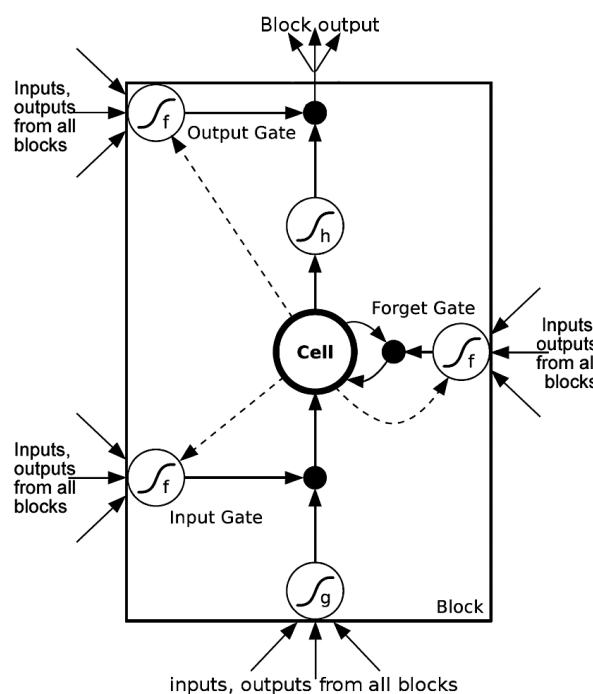 Block output
Inputs,
outputs
from all
blocks
f
Output Gate
h
Forget Gate
Cell
f
Inputs
outputs
from al
blocks
Inputs,
outputs
from all
blocks
f
Input Gate
g
Block
inputs, outputs from all blocks